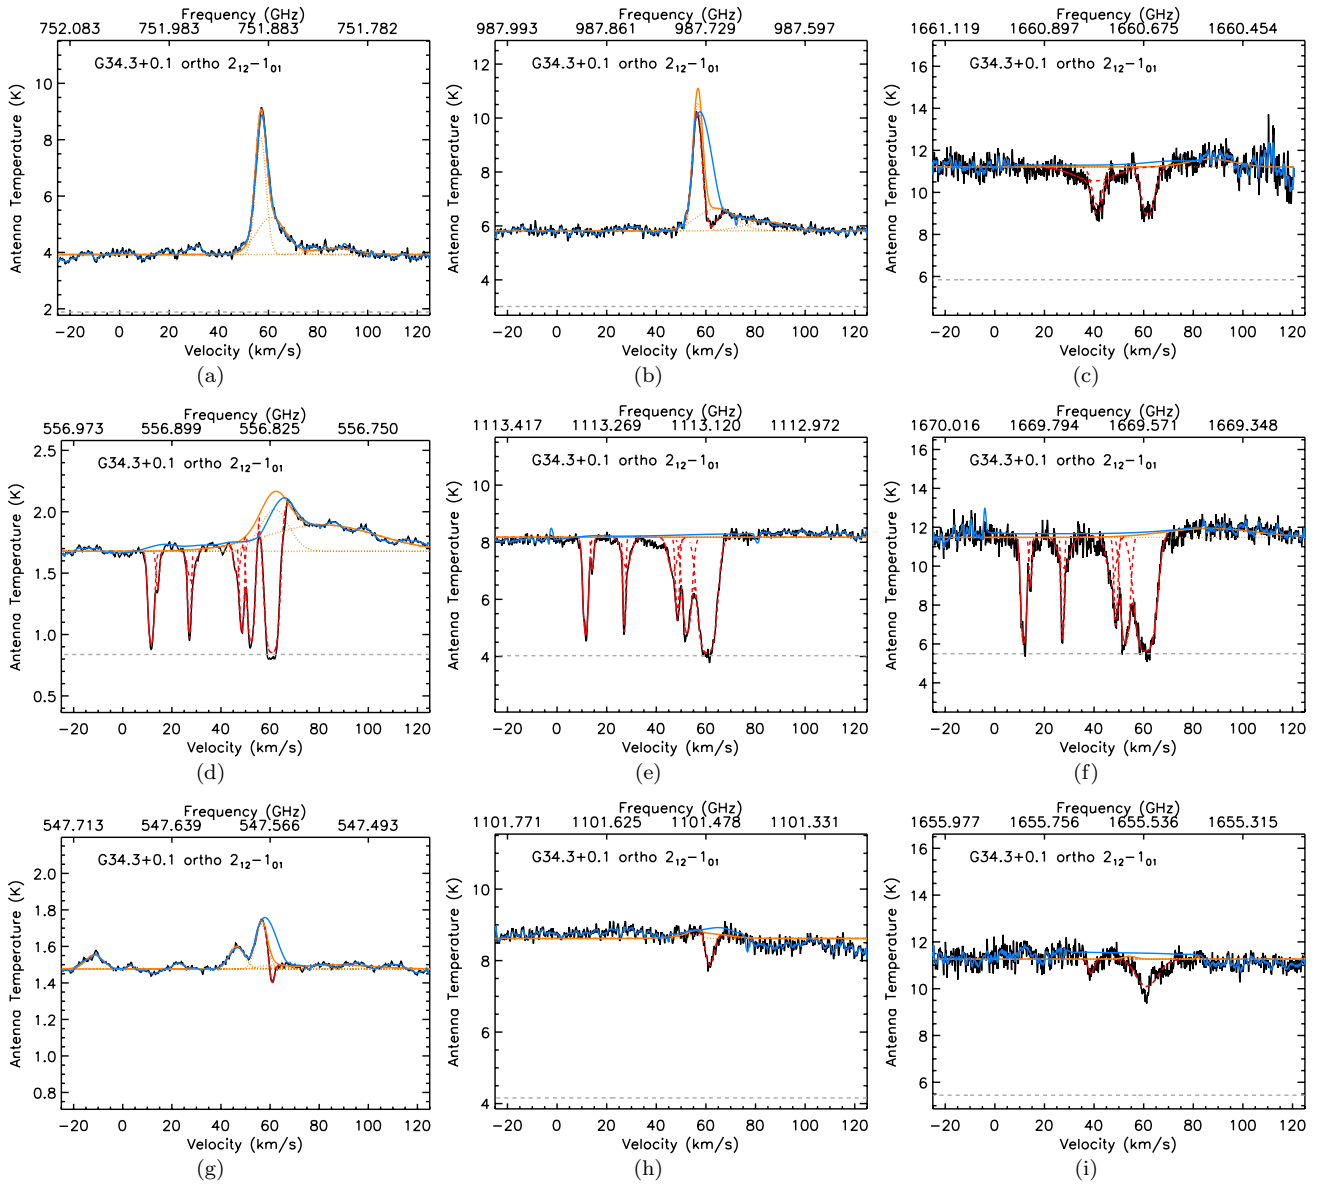 Frequency (GHz)
752.083 751.983 751.883 751.782
G34.3+0.1 ortho 2₁₂−1₀₁
Antenna Temperature (K)
10
8
6
4
2
−20 0 20 40 60 80 100 120
Velocity (km/s)
(a)
Frequency (GHz)
987.993 987.861 987.729 987.597
G34.3+0.1 ortho 2₁₂−1₀₁
Antenna Temperature (K)
12
10
8
6
4
−20 0 20 40 60 80 100 120
Velocity (km/s)
(b)
Frequency (GHz)
1661.119 1660.897 1660.675 1660.454
G34.3+0.1 ortho 2₁₂−1₀₁
Antenna Temperature (K)
16
14
12
10
8
6
−20 0 20 40 60 80 100 120
Velocity (km/s)
(c)
Frequency (GHz)
556.973 556.899 556.825 556.750
G34.3+0.1 ortho 2₁₂−1₀₁
Antenna Temperature (K)
2.5
2.0
1.5
1.0
0.5
−20 0 20 40 60 80 100 120
Velocity (km/s)
(d)
Frequency (GHz)
1113.417 1113.269 1113.120 1112.972
G34.3+0.1 ortho 2₁₂−1₀₁
Antenna Temperature (K)
10
8
6
4
−20 0 20 40 60 80 100 120
Velocity (km/s)
(e)
Frequency (GHz)
1670.016 1669.794 1669.571 1669.348
G34.3+0.1 ortho 2₁₂−1₀₁
Antenna Temperature (K)
16
14
12
10
8
6
4
−20 0 20 40 60 80 100 120
Velocity (km/s)
(f)
Frequency (GHz)
547.713 547.639 547.566 547.493
G34.3+0.1 ortho 2₁₂−1₀₁
Antenna Temperature (K)
2.0
1.8
1.6
1.4
1.2
1.0
0.8
−20 0 20 40 60 80 100 120
Velocity (km/s)
(g)
Frequency (GHz)
1101.771 1101.625 1101.478 1101.331
G34.3+0.1 ortho 2₁₂−1₀₁
Antenna Temperature (K)
10
8
6
4
−20 0 20 40 60 80 100 120
Velocity (km/s)
(h)
Frequency (GHz)
1655.977 1655.756 1655.536 1655.315
G34.3+0.1 ortho 2₁₂−1₀₁
Antenna Temperature (K)
16
14
12
10
8
6
−20 0 20 40 60 80 100 120
Velocity (km/s)
(i)